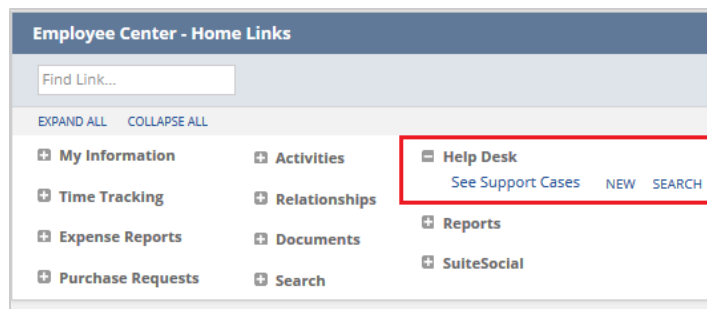 Employee Center - Home Links
Find Link...
EXPAND ALL COLLAPSE ALL
My Information
Time Tracking
Expense Reports
Purchase Requests
Activities
Relationships
Documents
Search
Help Desk
See Support Cases NEW SEARCH
Reports
SuiteSocial